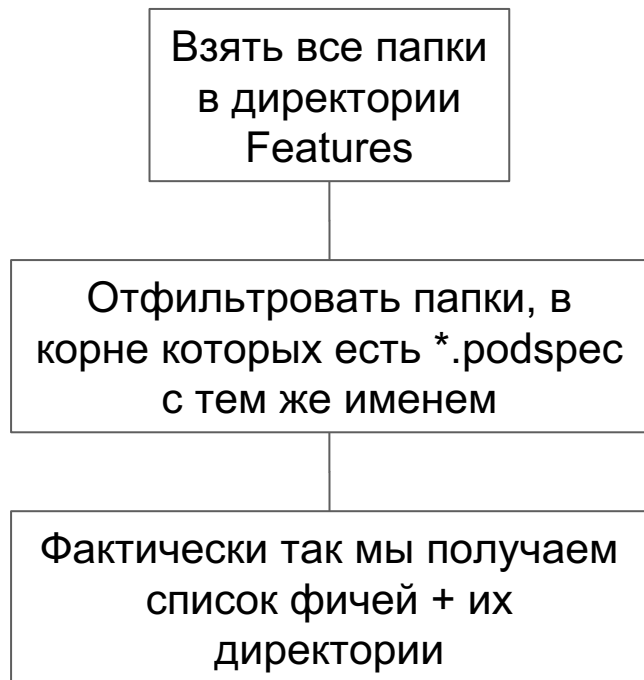 Взять все папки
в директории
Features
Отфильтровать папки, в
корне которых есть *.podspec
с тем же именем
Фактически так мы получаем
список фичей + их
директории